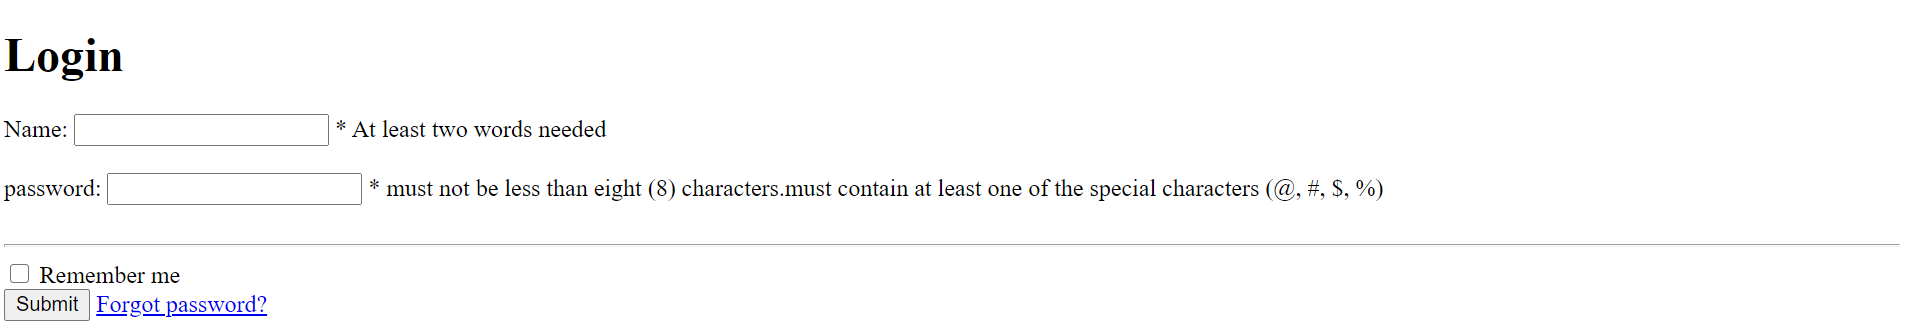 Login
Name: * At least two words needed
password: * must not be less than eight (8) characters.must contain at least one of the special characters (@, #, $, %)
Remember me
Submit Forgot password?